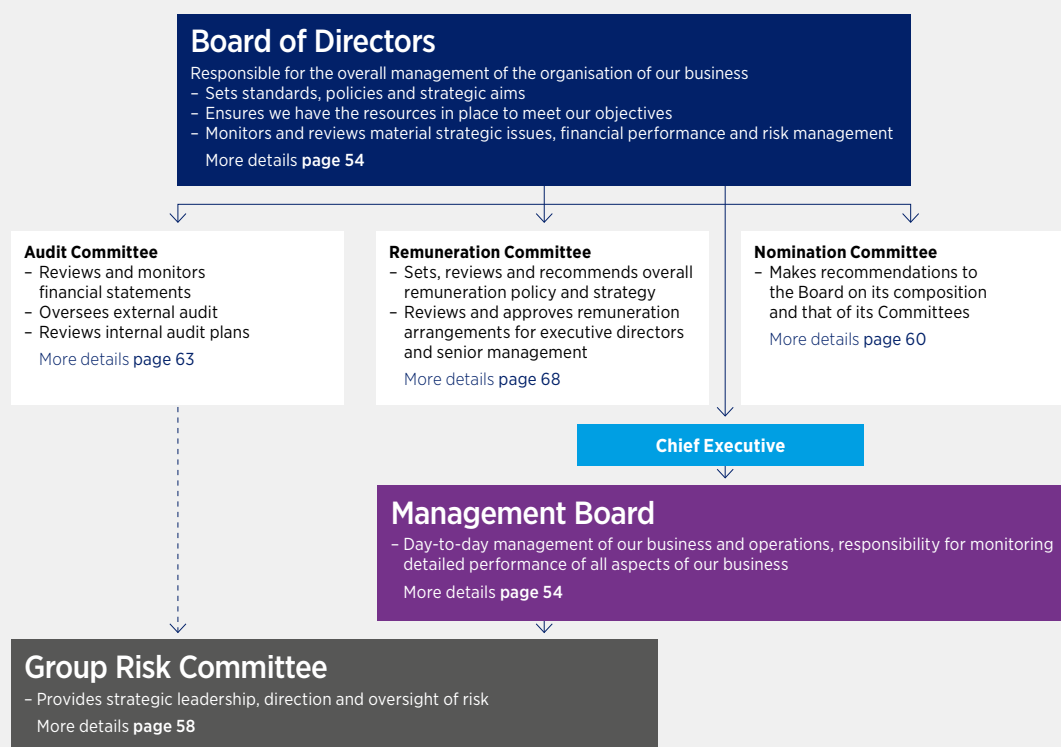 Board of Directors
Responsible for the overall management of the organisation of our business
– Sets standards, policies and strategic aims
– Ensures we have the resources in place to meet our objectives
– Monitors and reviews material strategic issues, financial performance and risk management
More details page 54
Audit Committee
– Reviews and monitors
financial statements
– Oversees external audit
– Reviews internal audit plans
More details page 63
Remuneration Committee
– Sets, reviews and recommends overall
remuneration policy and strategy
– Reviews and approves remuneration
arrangements for executive directors
and senior management
More details page 68
Nomination Committee
– Makes recommendations to
the Board on its composition
and that of its Committees
More details page 60
Chief Executive
Management Board
– Day-to-day management of our business and operations, responsibility for monitoring
detailed performance of all aspects of our business
More details page 54
Group Risk Committee
– Provides strategic leadership, direction and oversight of risk
More details page 58